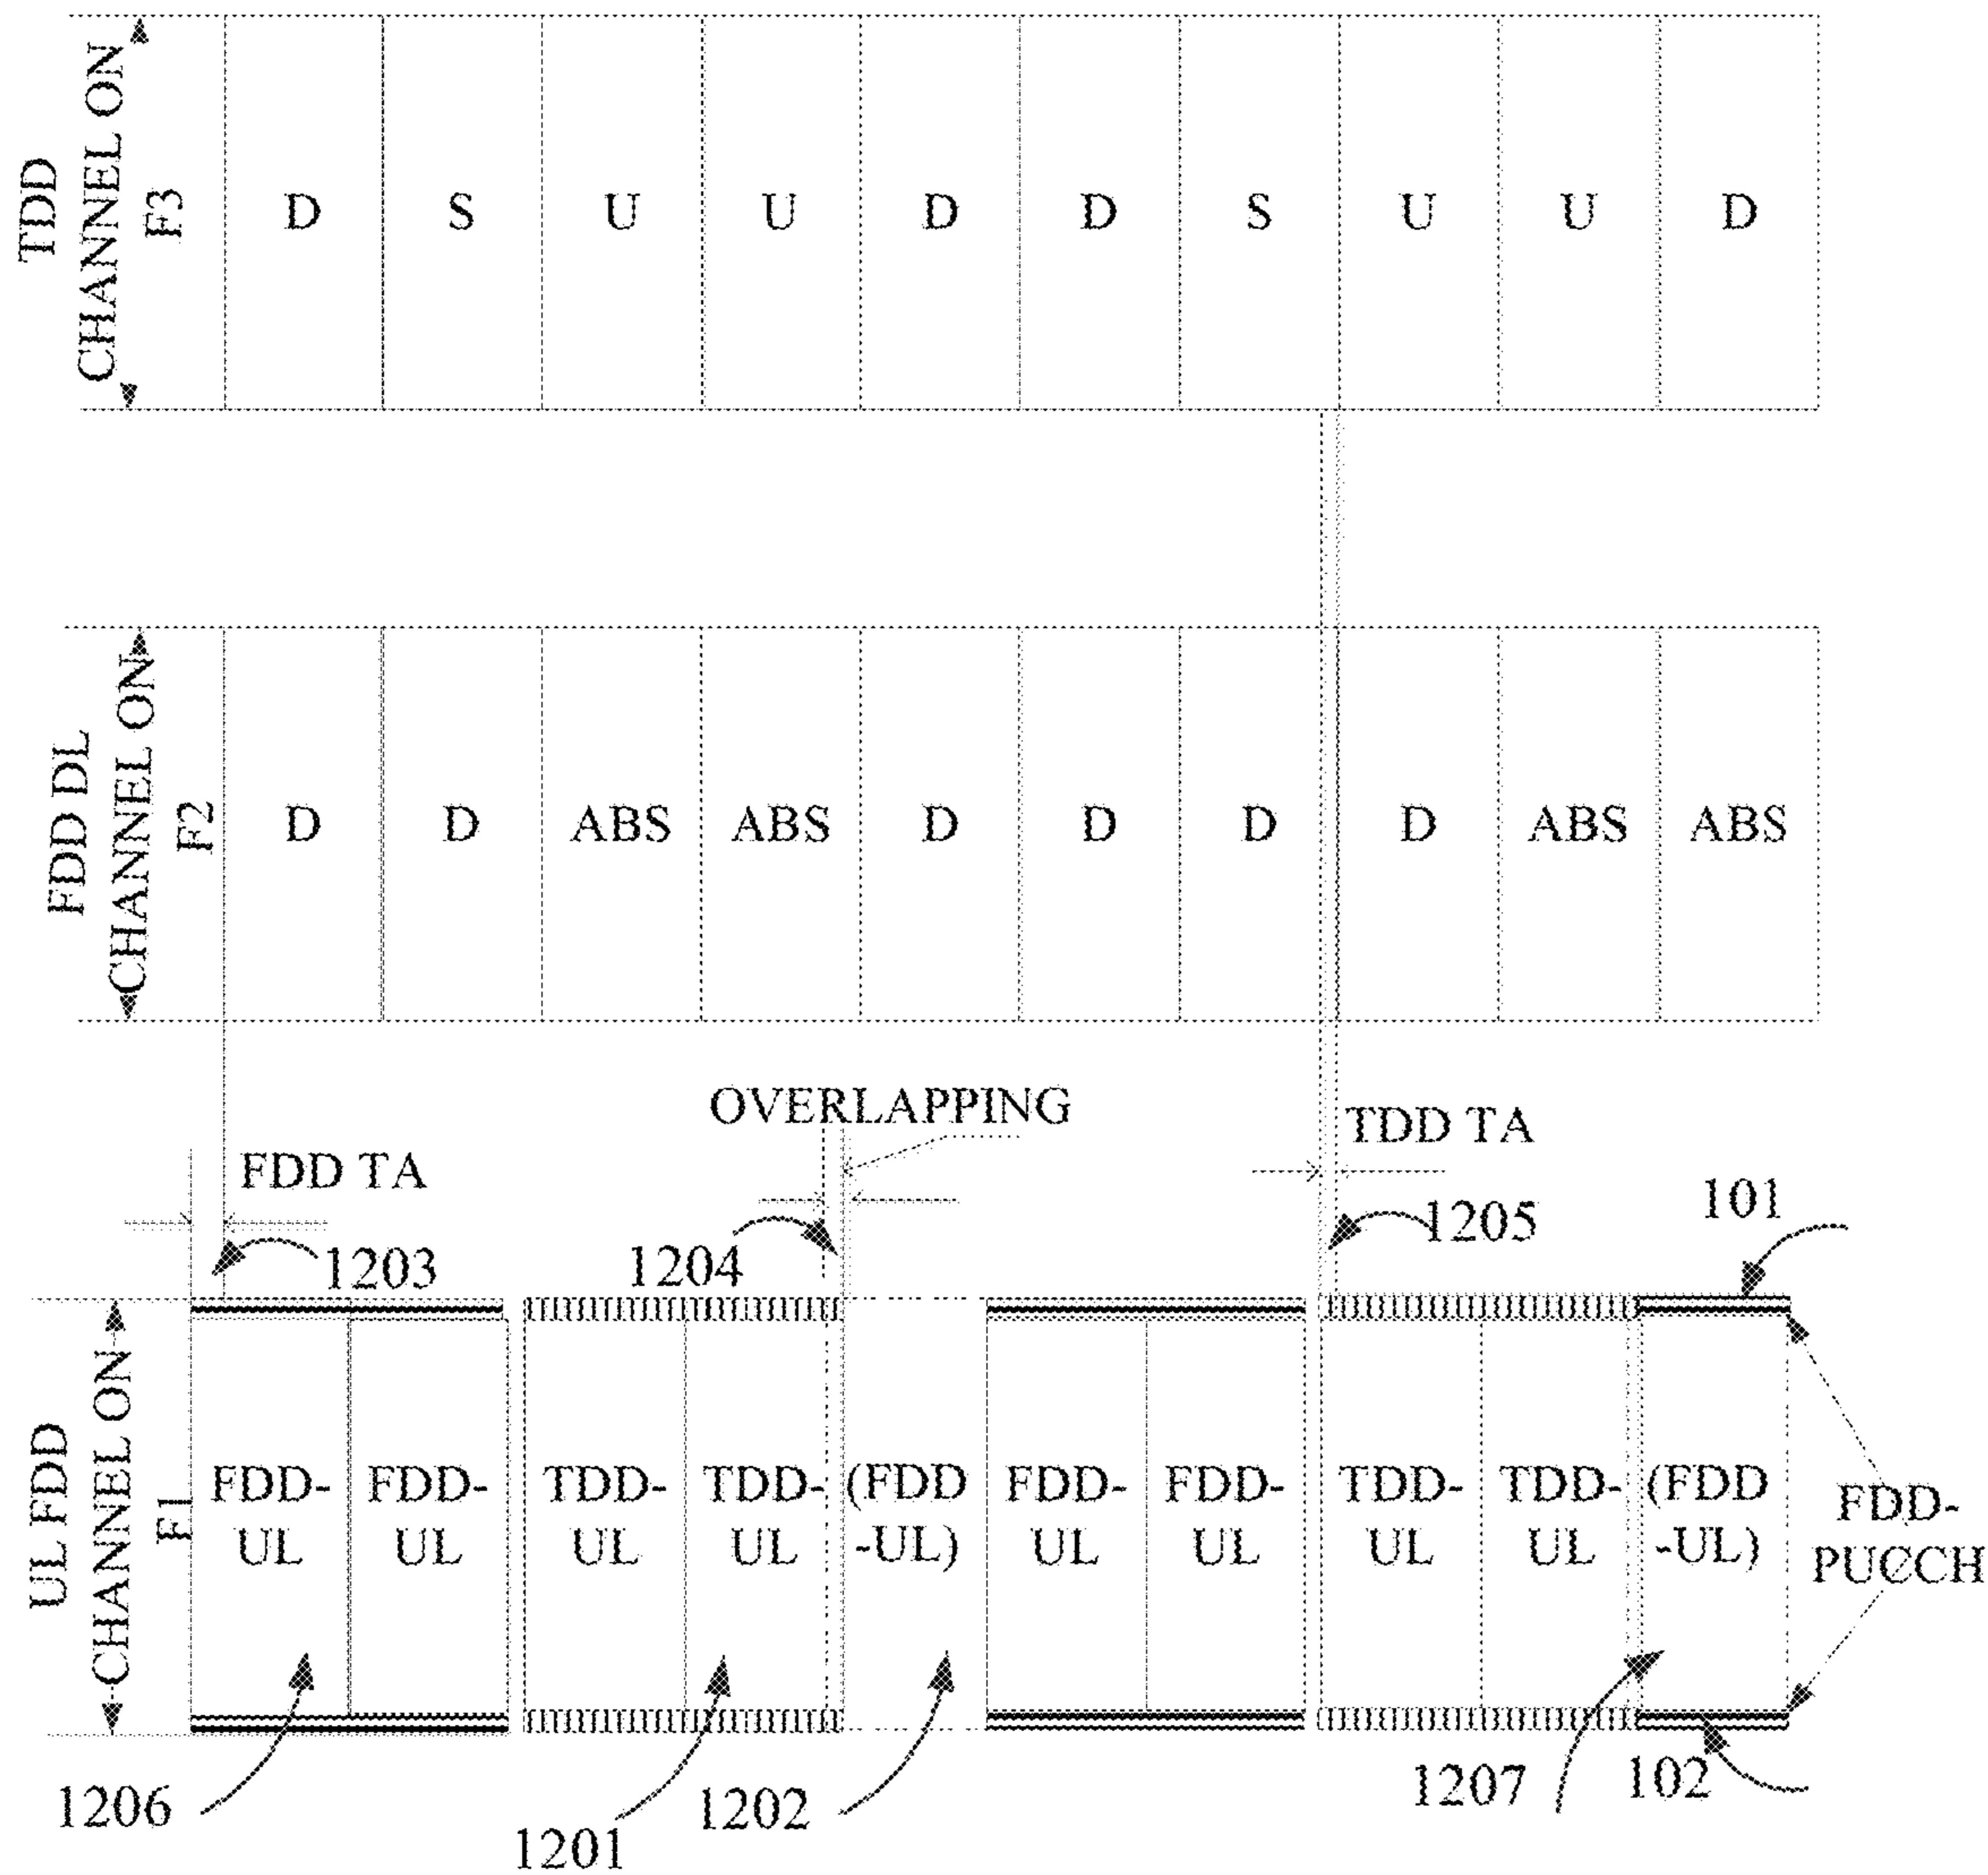 TDD
CHANNEL ON
F3
D S U U D D S U U D
FDD DL
CHANNEL ON
F2
D D ABS ABS D D D D ABS ABS
OVERLAPPING
TDD TA
FDD TA
1203
1204
1205
101
UL FDD
CHANNEL ON
F1
FDD- FDD- TDD- TDD- (FDD FDD- FDD- TDD- TDD- (FDD
UL UL UL UL -UL) UL UL UL UL -UL)
FDD-
PUCCH
1206
1201
1202
1207
102